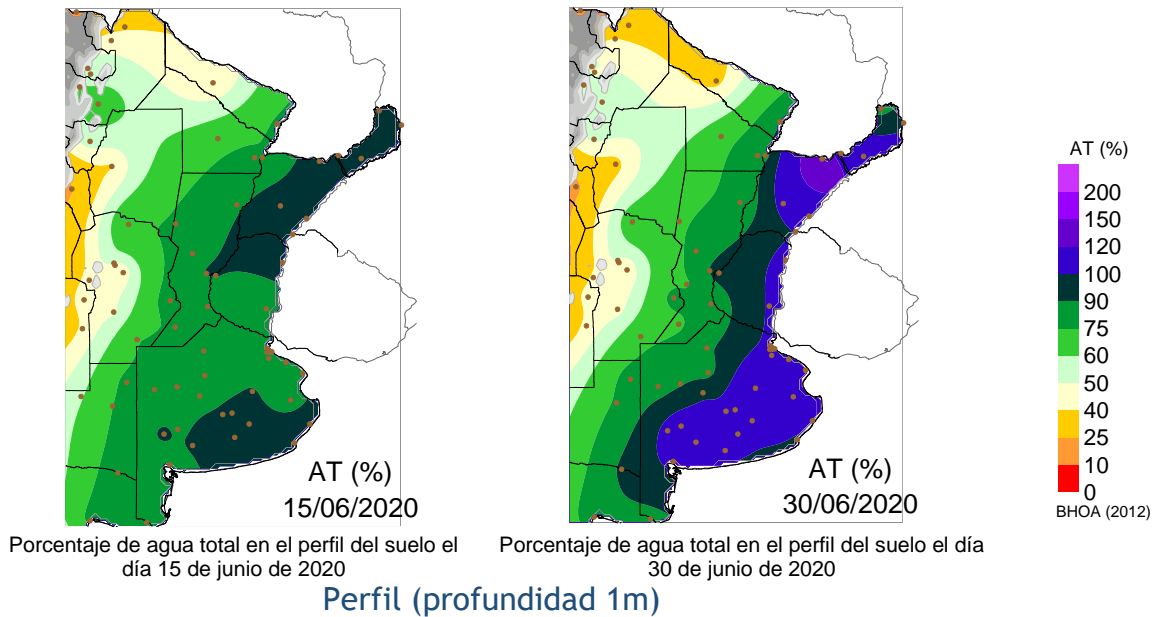 AT (%)
15/06/2020
AT (%)
30/06/2020
AT (%)
200
150
120
100
90
75
60
50
40
25
10
0
BHOA (2012)
Porcentaje de agua total en el perfil del suelo el
día 15 de junio de 2020
Porcentaje de agua total en el perfil del suelo el día
30 de junio de 2020
Perfil (profundidad 1m)